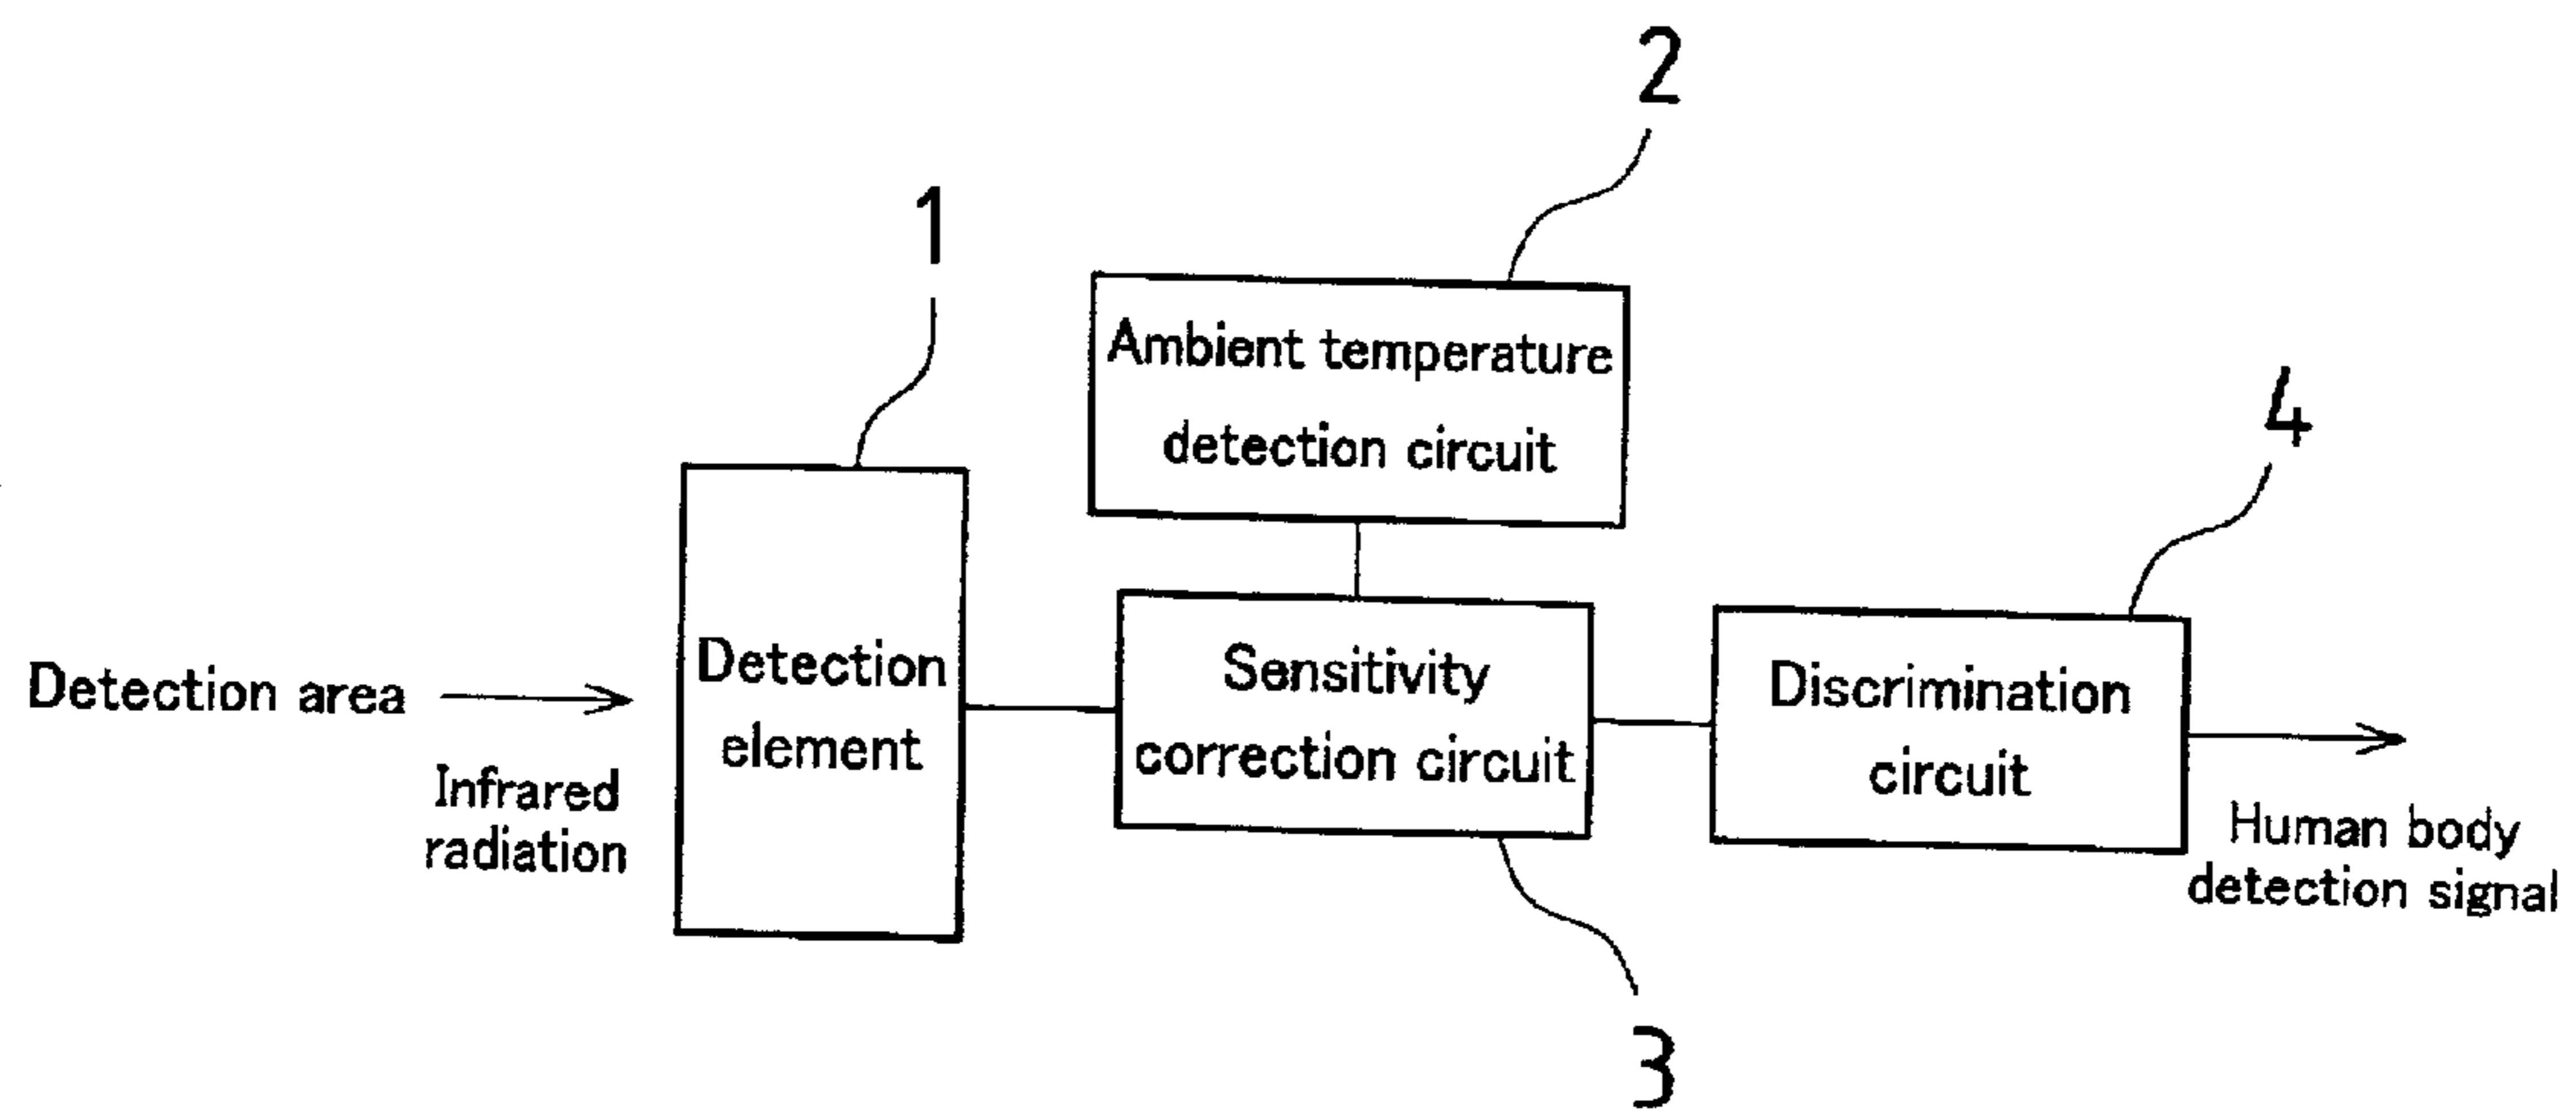 2
1
Ambient temperature
detection circuit
4
Detection
element
Sensitivity
correction circuit
Discrimination
circuit
Detection area
Infrared
radiation
Human body
detection signal
3